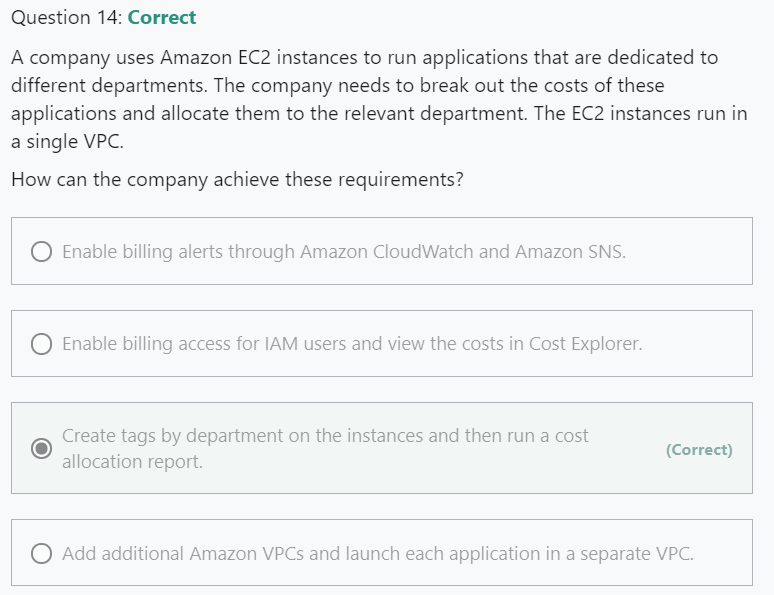 Question 14: Correct
A company uses Amazon EC2 instances to run applications that are dedicated to
different departments. The company needs to break out the costs of these
applications and allocate them to the relevant department. The EC2 instances run in
a single VPC.
How can the company achieve these requirements?
Enable billing alerts through Amazon CloudWatch and Amazon SNS.
Enable billing access for IAM users and view the costs in Cost Explorer.
Create tags by department on the instances and then run a cost
allocation report.
(Correct)
Add additional Amazon VPCs and launch each application in a separate VPC.